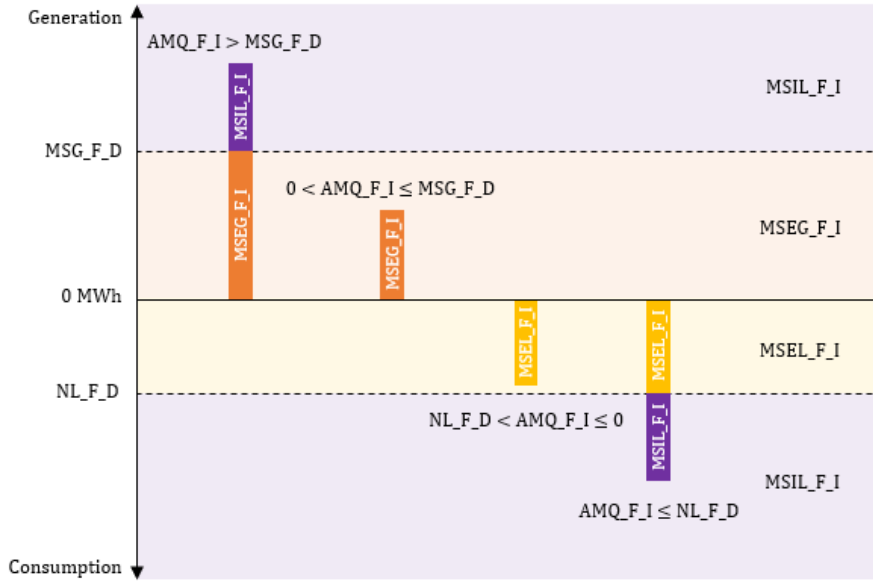 Generation
AMQ_F_I > MSG_F_D
MSIL_F_I
MSIL_F_I
MSG_F_D
0 < AMQ_F_I ≤ MSG_F_D
MSEG_F_I
MSEG_F_I
MSEG_F_I
0 MWh
MSEL_F_I
MSEL_F_I
MSEL_F_I
NL_F_D
NL_F_D < AMQ_F_I ≤ 0
MSIL_F_I
MSIL_F_I
AMQ_F_I ≤ NL_F_D
Consumption